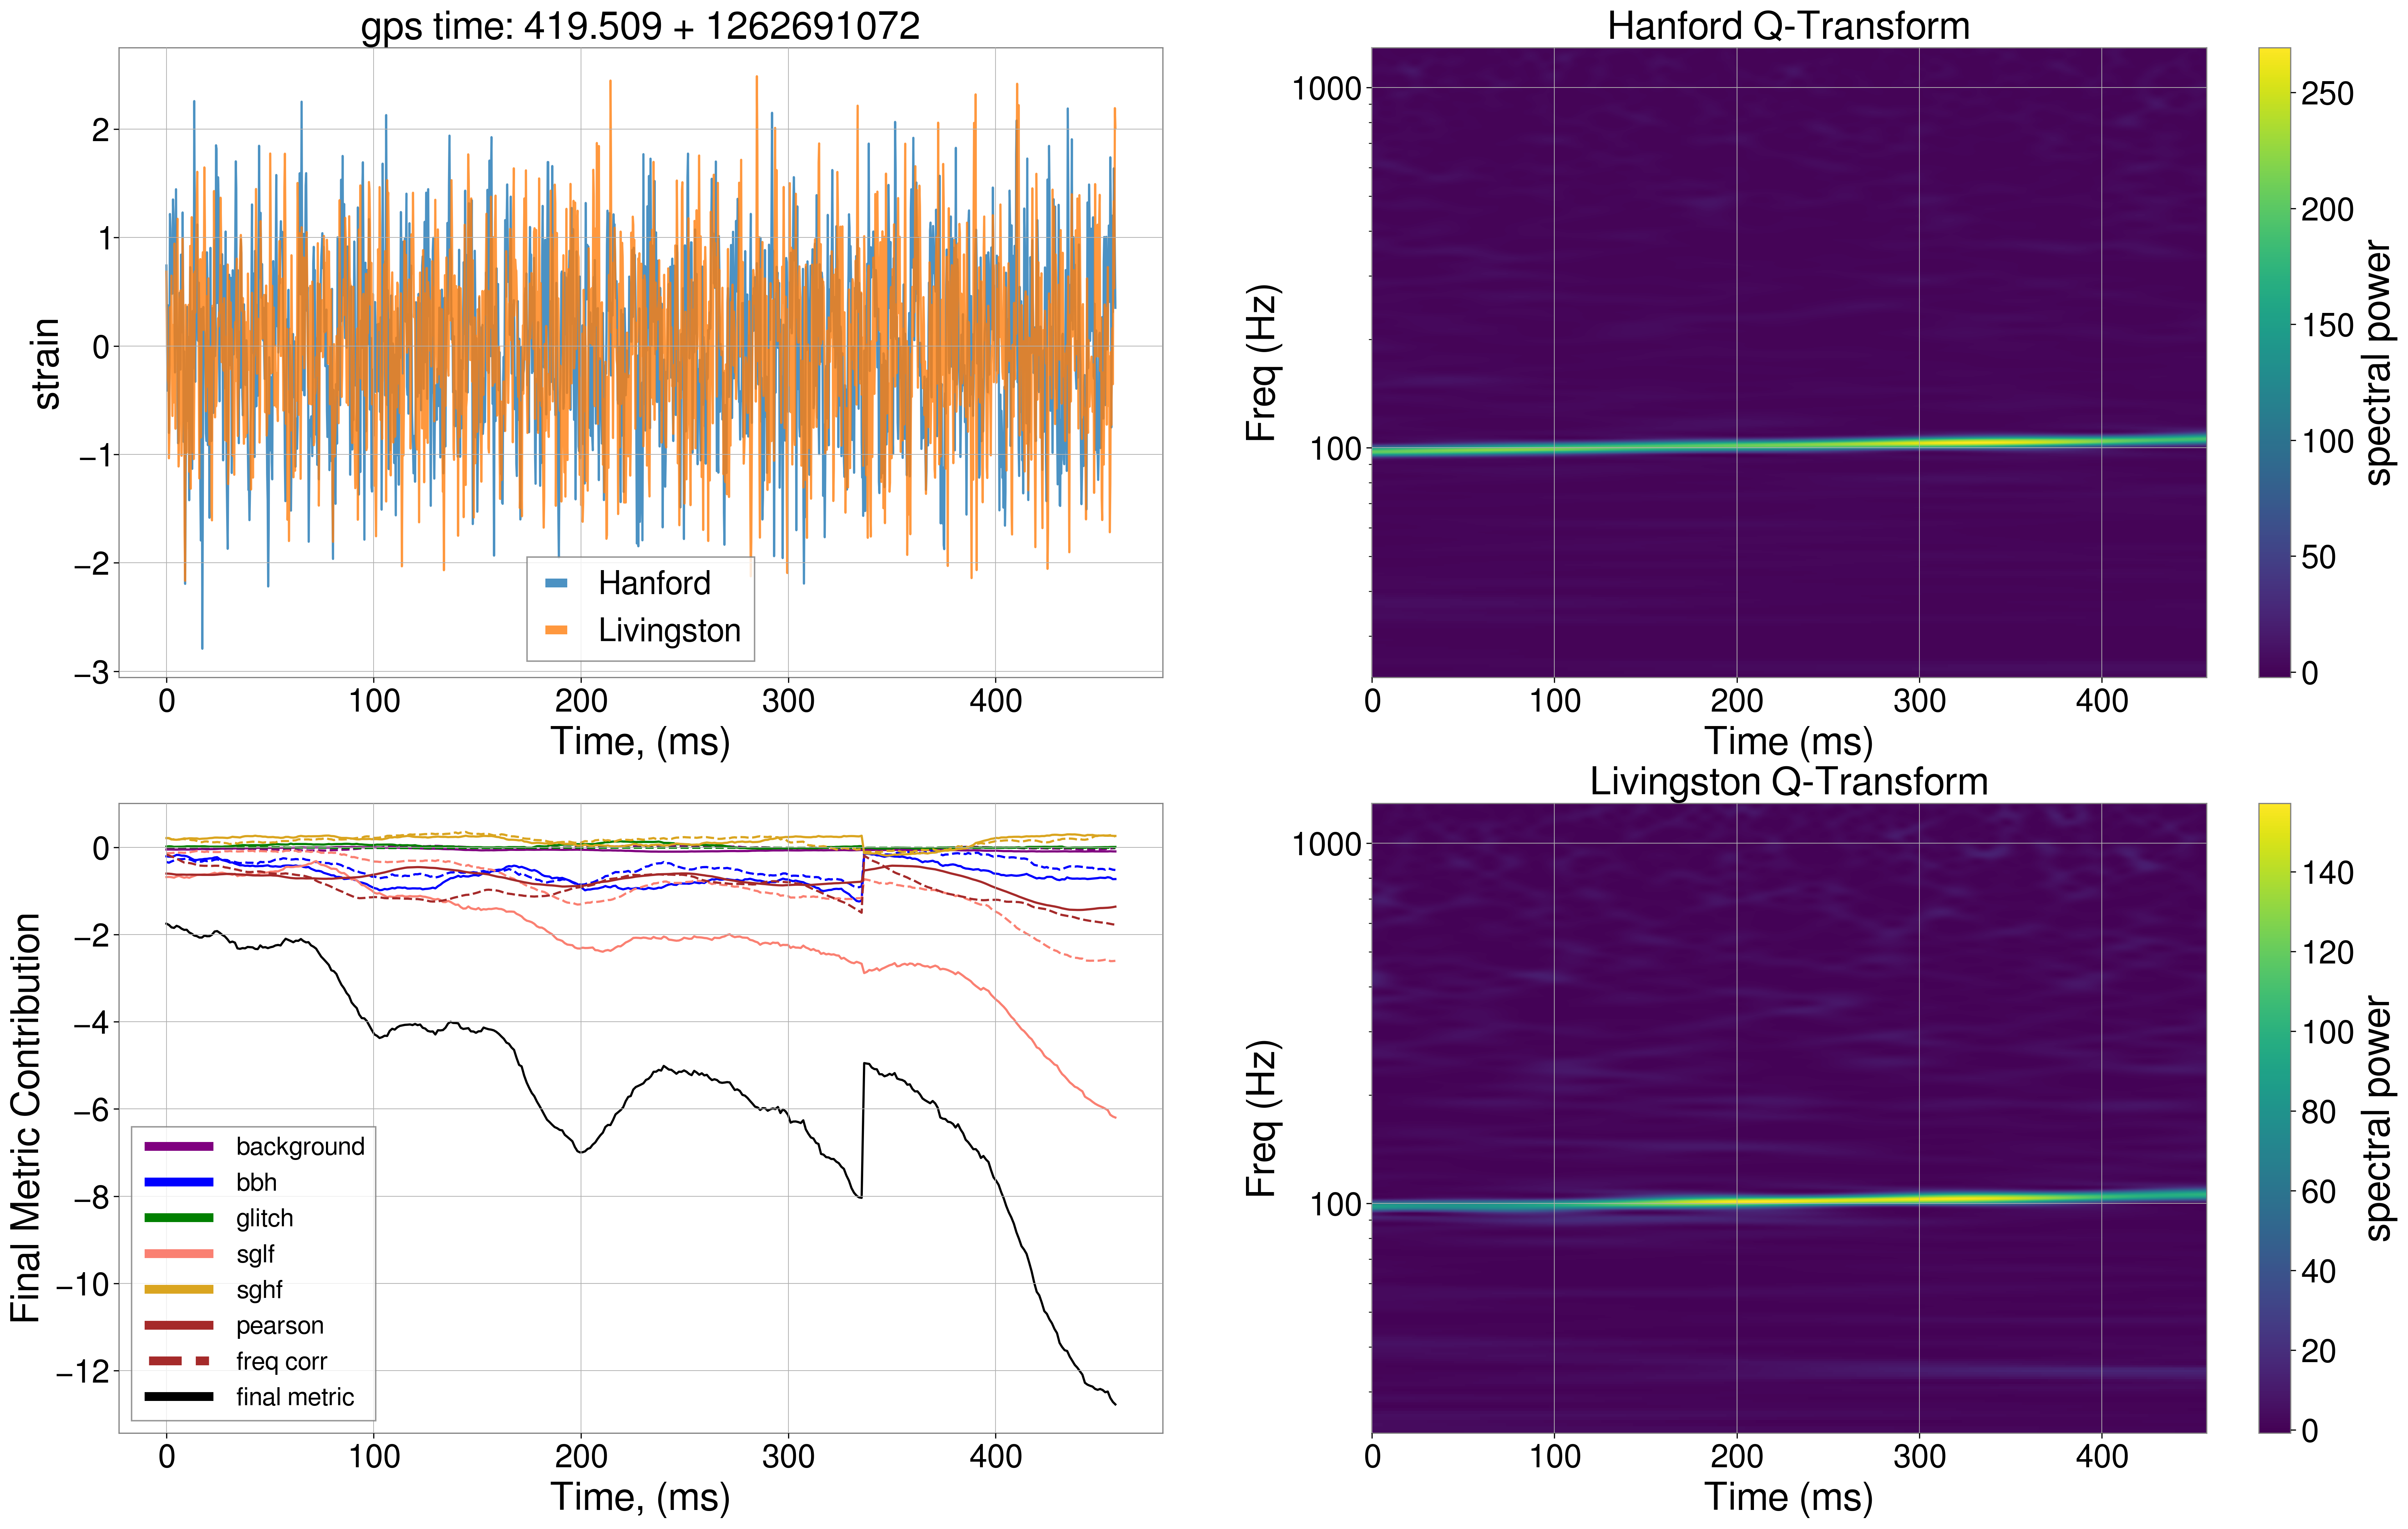 gps time: 419.509 + 1262691072
strain
2
1
0
−1
−2
−3
Hanford
Livingston
0 100 200 300 400
Time, (ms)
Hanford Q-Transform
Freq (Hz)
1000
100
0 100 200 300 400
Time (ms)
250
200
150
100
50
0
spectral power
Final Metric Contribution
0
−2
−4
−6
−8
−10
−12
background
bbh
glitch
sglf
sghf
pearson
freq corr
final metric
0 100 200 300 400
Time, (ms)
Livingston Q-Transform
Freq (Hz)
1000
100
0 100 200 300 400
Time (ms)
140
120
100
80
60
40
20
0
spectral power